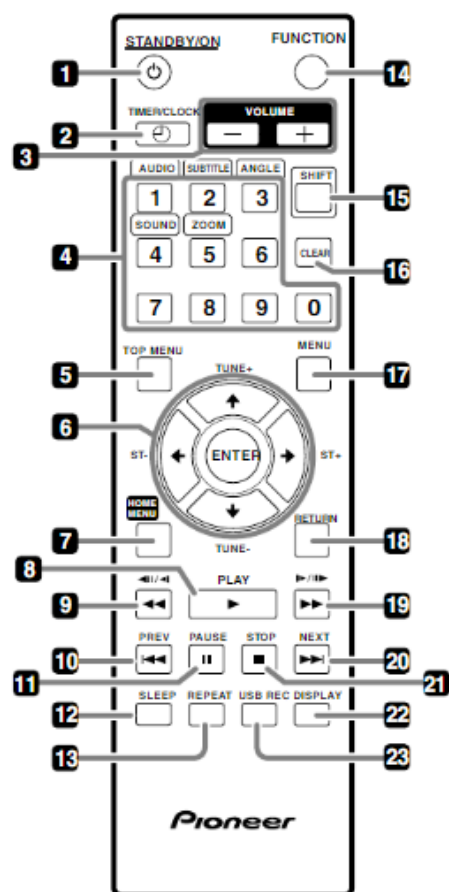 STANDBY/ON FUNCTION
1 14
TIMER/CLOCK VOLUME
2 − +
3
AUDIO SUBTITLE ANGLE SHIFT
1 2 3 15
SOUND ZOOM
4 4 5 6 CLEAR 16
7 8 9 0
TOP MENU MENU
5 TUNE+ 17
6
ST- ENTER ST+
HOME MENU RETURN
7 TUNE- 18
8 PLAY
9 19
PREV PAUSE STOP NEXT
10 20
11 21
SLEEP REPEAT USB REC DISPLAY
12 22
13 23
Pioneer